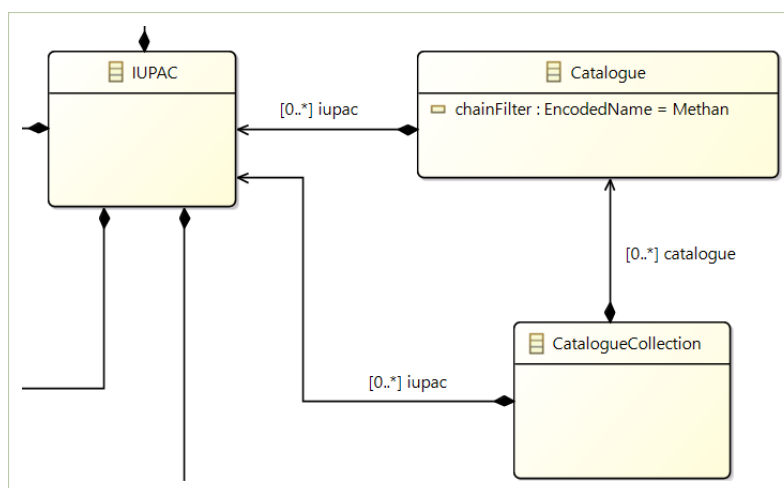 IUPAC
Catalogue
[0..*] iupac
chainFilter : EncodedName = Methan
[0..*] catalogue
CatalogueCollection
[0..*] iupac